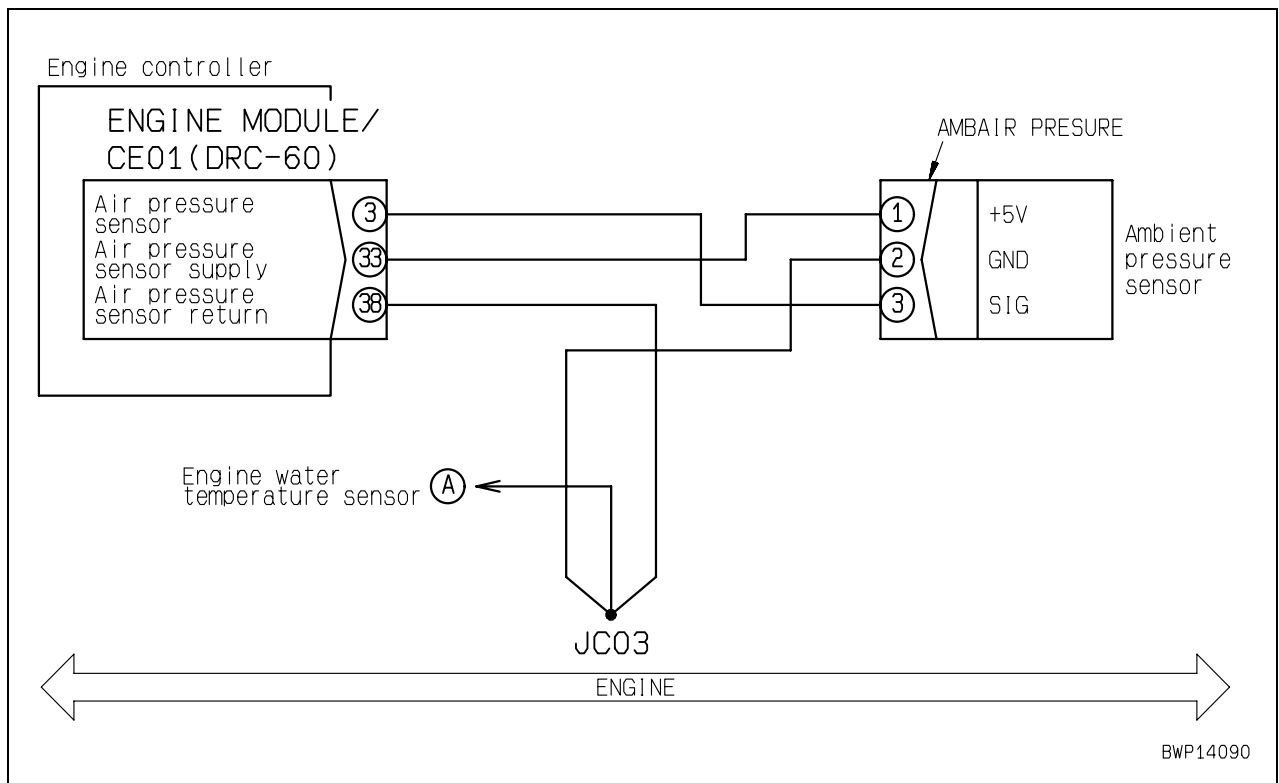 Engine controller
ENGINE MODULE/
CE01(DRC-60)
Air pressure
sensor
3
Air pressure
sensor supply
33
Air pressure
sensor return
38
AMBAIR PRESURE
1
+5V
2
GND
3
SIG
Ambient
pressure
sensor
Engine water
temperature sensor
A
JC03
ENGINE
BWP14090